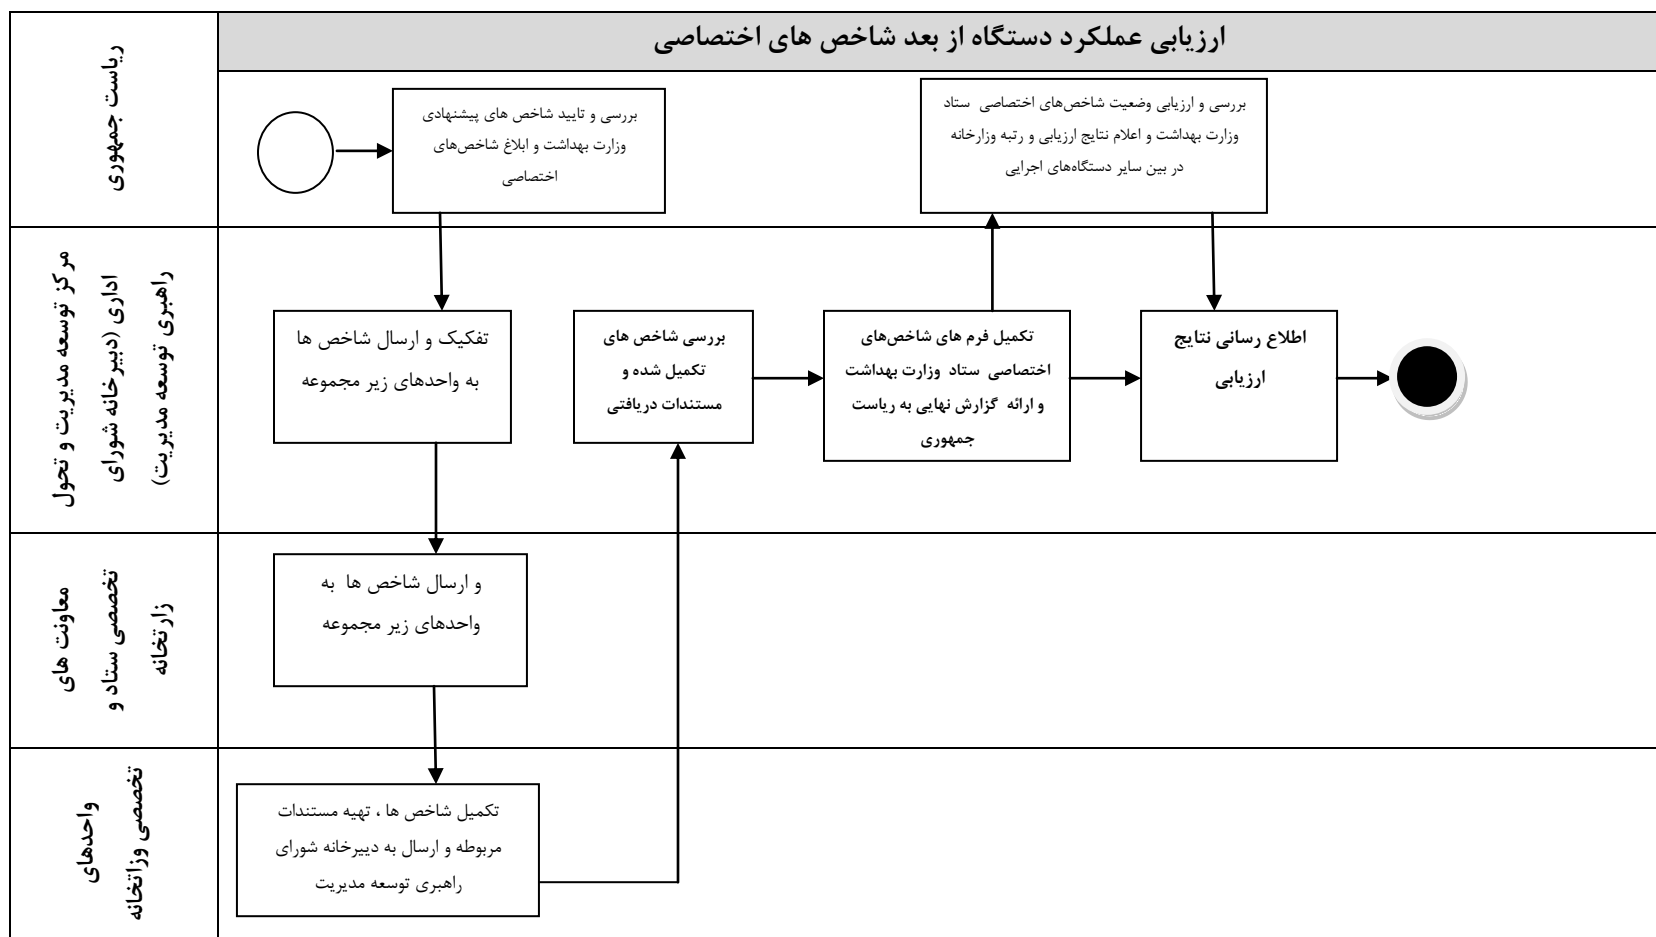 ارزیابی عملکرد دستگاه از بعد شاخص های اختصاصی
ریاست جمهوری
بررسی و تایید شاخص های پیشنهادی
وزارت بهداشت و ابلاغ شاخص‌های
اختصاصی
بررسی و ارزیابی وضعیت شاخص‌های اختصاصی ستاد
وزارت بهداشت و اعلام نتایج ارزیابی و رتبه وزارخانه
در بین سایر دستگاه‌های اجرایی
مرکز توسعه مدیریت و تحول
اداری (دبیرخانه شورای
راهبری توسعه مدیریت)
تفکیک و ارسال شاخص ها
به واحدهای زیر مجموعه
بررسی شاخص های
تکمیل شده و
مستندات دریافتی
تکمیل فرم های شاخص‌های
اختصاصی ستاد وزارت بهداشت
و ارائه گزارش نهایی به ریاست
جمهوری
اطلاع رسانی نتایج
ارزیابی
معاونت های
تخصصی ستاد و
زارتخانه
و ارسال شاخص ها به
واحدهای زیر مجموعه
واحدهای
تخصصی وزاتخانه
تکمیل شاخص ها ، تهیه مستندات
مربوطه و ارسال به دبیرخانه شورای
راهبری توسعه مدیریت